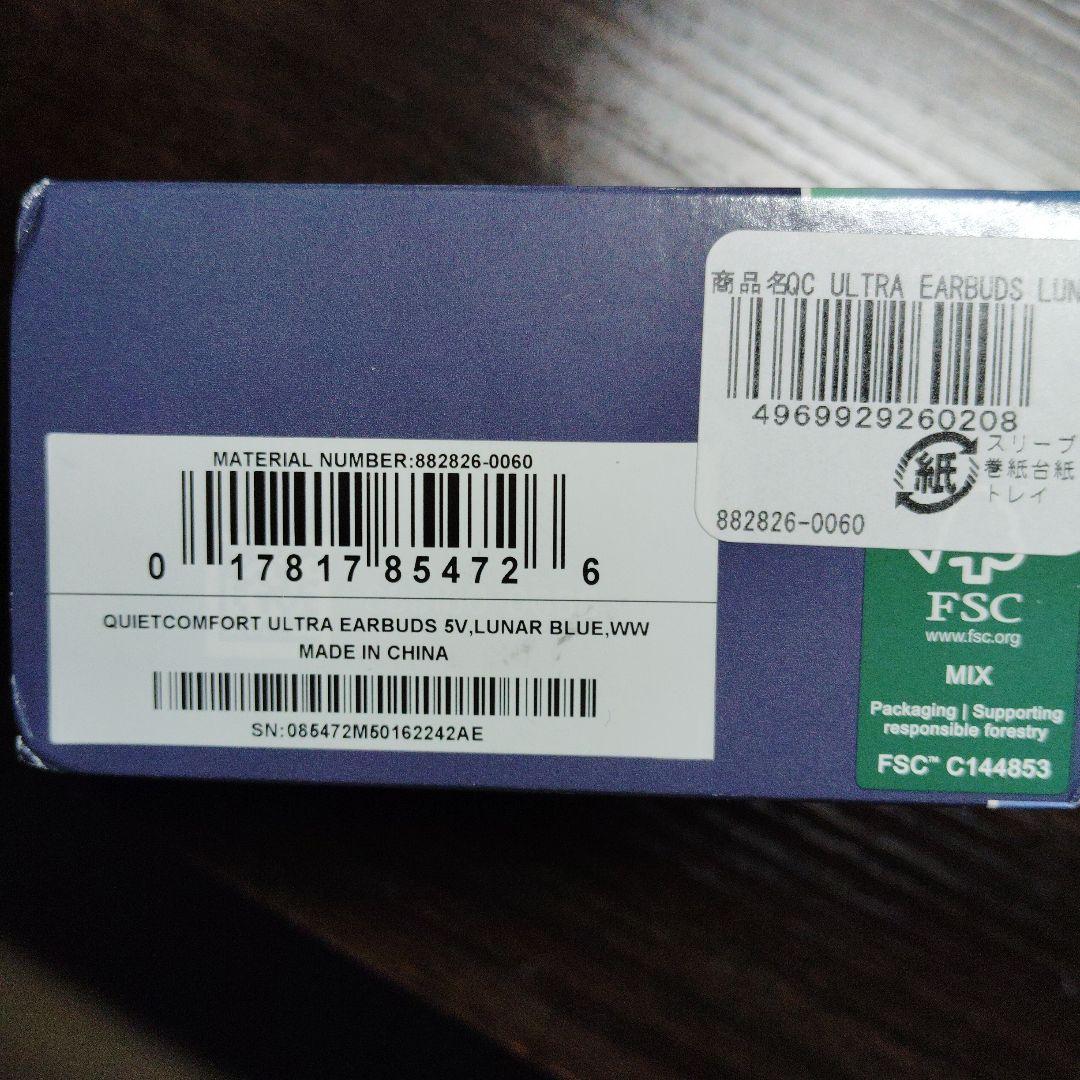 商品名QC ULTRA EARBUDS LUN
4969929260208
紙
スリーブ
巻紙台紙
トレイ
882826-0060
MATERIAL NUMBER:882826-0060
0 17817 85472 6
QUIETCOMFORT ULTRA EARBUDS 5V,LUNAR BLUE,WW
MADE IN CHINA
SN:085472M50162242AE
FSC
www.fsc.org
MIX
Packaging | Supporting
responsible forestry
FSC™ C144853